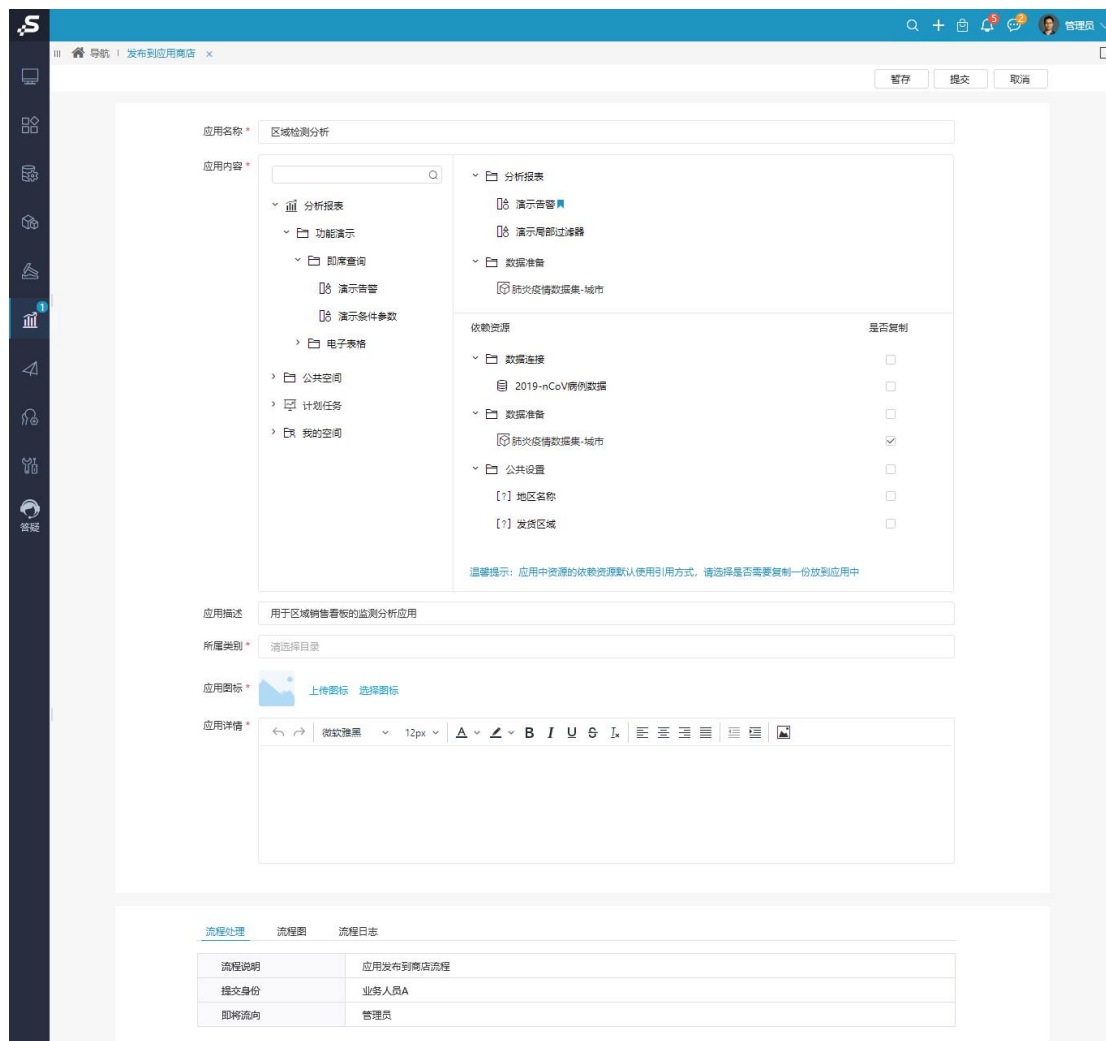 S
5
2
管理员
导航
发布到应用商店 ×
暂存 提交 取消
应用名称 * 区域检测分析
应用内容 *
分析报表
功能演示
即席查询
演示告警
演示条件参数
电子表格
公共空间
计划任务
我的空间
分析报表
演示告警
演示局部过滤器
数据准备
肺炎疫情数据集-城市
依赖资源 是否复制
数据连接
2019-nCoV病例数据
数据准备
肺炎疫情数据集-城市
公共设置
[?] 地区名称
[?] 发货区域
温馨提示：应用中资源的依赖资源默认使用引用方式，请选择是否需要复制一份放到应用中
1
答疑
应用描述 用于区域销售看板的监测分析应用
所属类别 * 请选择目录
应用图标 * 上传图标 选择图标
应用详情 *
微软雅黑 12px A B I U S Ix
流程处理 流程图 流程日志
流程说明 应用发布到商店流程
提交身份 业务人员A
即将流向 管理员